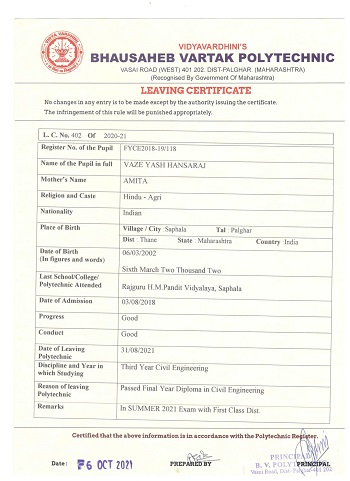 VIDYAVARDHINI'S
BHAUSAHEB VARTAK POLYTECHNIC
VASAI ROAD (WEST) 401 202. DIST-PALGHAR. (MAHARASHTRA)
(Recognised By Government Of Maharashtra)
LEAVING CERTIFICATE
No changes in any entry is to be made except by the authority issuing the certificate.
The infringement of this rule will be punished appropriately.
L. C. No. 402 Of 2020-21
Register No. of the Pupil FYCE2018-19/118
Name of the Pupil in full VAZE YASH HANSARAJ
Mother's Name AMITA
Religion and Caste Hindu - Agri
Nationality Indian
Place of Birth Village / City :Saphala Tal : Palghar
Dist : Thane State : Maharashtra Country :India
Date of Birth 06/03/2002
(In figures and words)
Sixth March Two Thousand Two
Last School/College/
Polytechnic Attended Rajguru H.M.Pandit Vidyalaya, Saphala
Date of Admission 03/08/2018
Progress Good
Conduct Good
Date of Leaving 31/08/2021
Polytechnic
Discipline and Year in Third Year Civil Engineering
which Studying
Reason of leaving Passed Final Year Diploma in Civil Engineering
Polytechnic
Remarks In SUMMER 2021 Exam with First Class Dist.
Certified that the above information is in accordance with the Polytechnic Register.
Date : 6 OCT 2021 PREPARED BY PRINCIPAL
PRINCIPAL
B. V. POLYTECHNIC
Vasai Road, Dist- Palghar-401 202